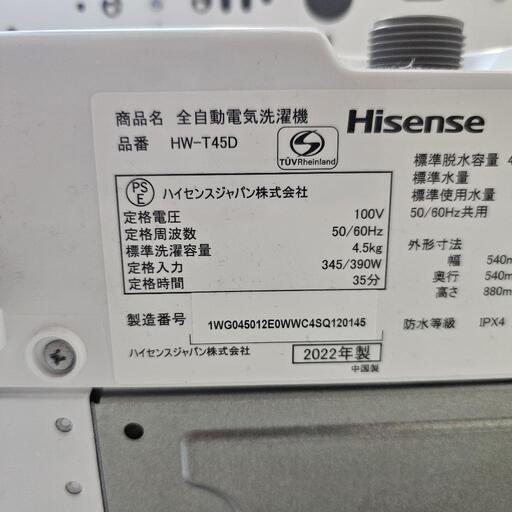 商品名 全自動電気洗濯機
品番 HW-T45D
TÜVRheinland
Hisense
PS
E
ハイセンスジャパン株式会社
定格電圧 100V
定格周波数 50/60Hz
標準洗濯容量 4.5kg
定格入力 345/390W
定格時間 35分
製造番号 1WG045012E0WWC4SQ120145
ハイセンスジャパン株式会社 2022年製
中国製
標準脱水容量 4
標準水量
標準使用水量
50/60Hz共用
外形寸法
幅 540m
奥行 540m
高さ 880m
防水等級 IPX4